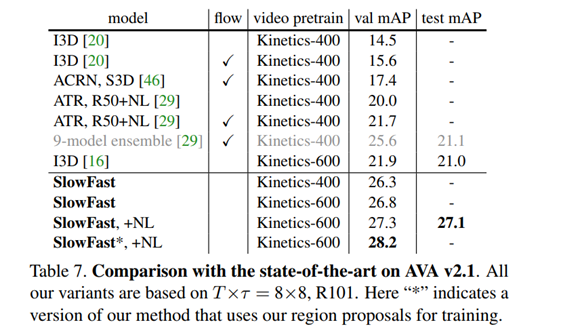 model flow video pretrain val mAP test mAP
I3D [20] Kinetics-400 14.5 -
I3D [20] ✓ Kinetics-400 15.6 -
ACRN, S3D [46] ✓ Kinetics-400 17.4 -
ATR, R50+NL [29] Kinetics-400 20.0 -
ATR, R50+NL [29] ✓ Kinetics-400 21.7 -
9-model ensemble [29] ✓ Kinetics-400 25.6 21.1
I3D [16] Kinetics-600 21.9 21.0
SlowFast Kinetics-400 26.3 -
SlowFast Kinetics-600 26.8 -
SlowFast, +NL Kinetics-600 27.3 27.1
SlowFast*, +NL Kinetics-600 28.2 -
Table 7. Comparison with the state-of-the-art on AVA v2.1. All
our variants are based on T×τ = 8×8, R101. Here “*” indicates a
version of our method that uses our region proposals for training.